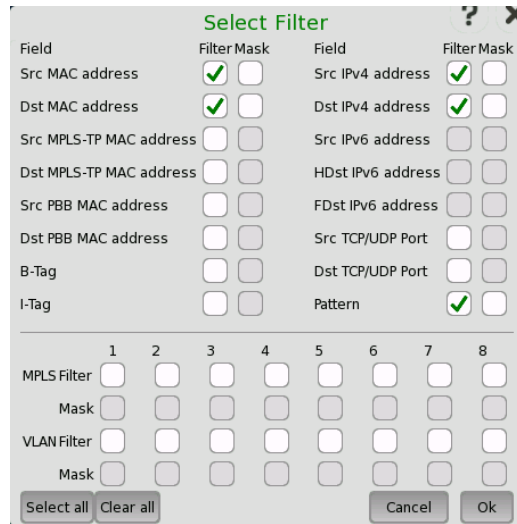 Select Filter ?
Field Filter Mask Field Filter Mask
Src MAC address Src IPv4 address
Dst MAC address Dst IPv4 address
Src MPLS-TP MAC address Src IPv6 address
Dst MPLS-TP MAC address HDst IPv6 address
Src PBB MAC address FDst IPv6 address
Dst PBB MAC address Src TCP/UDP Port
B-Tag Dst TCP/UDP Port
I-Tag Pattern
1 2 3 4 5 6 7 8
MPLS Filter
Mask
VLAN Filter
Mask
Select all Clear all Cancel Ok